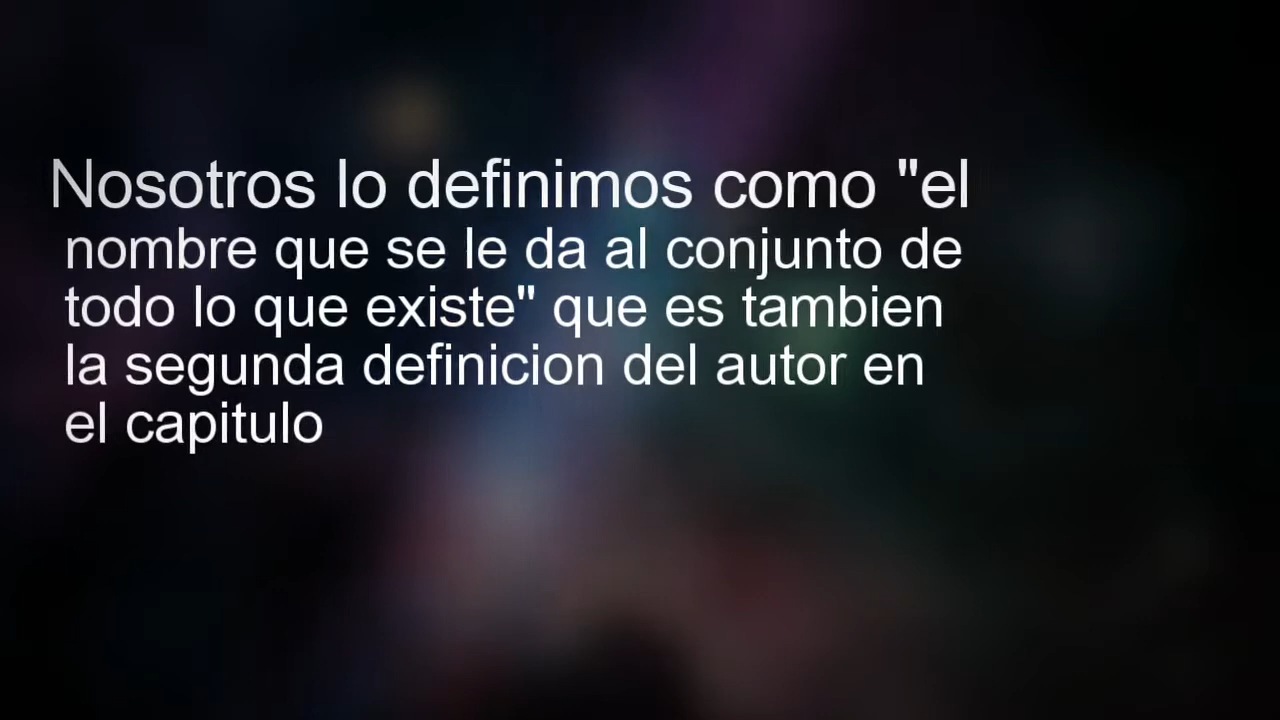 Nosotros lo definimos como "el
nombre que se le da al conjunto de
todo lo que existe" que es tambien
la segunda definicion del autor en
el capitulo